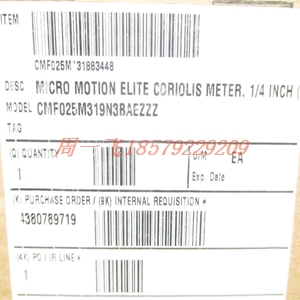 ITEM
CMF025M 31883448
DISC MICRO MOTION ELITE CORIOLIS METER, 1/4 INCH (
MODEL CMF025M319N3BAEZZZ
TAG
周一飞18579229209
(Q) QUANTITY
U/M EA
1
Exp. Date
(K) PURCHASE ORDER / (9K) INTERNAL REQUISITION #
4380789719
(4K) PO / IR LINE #
1